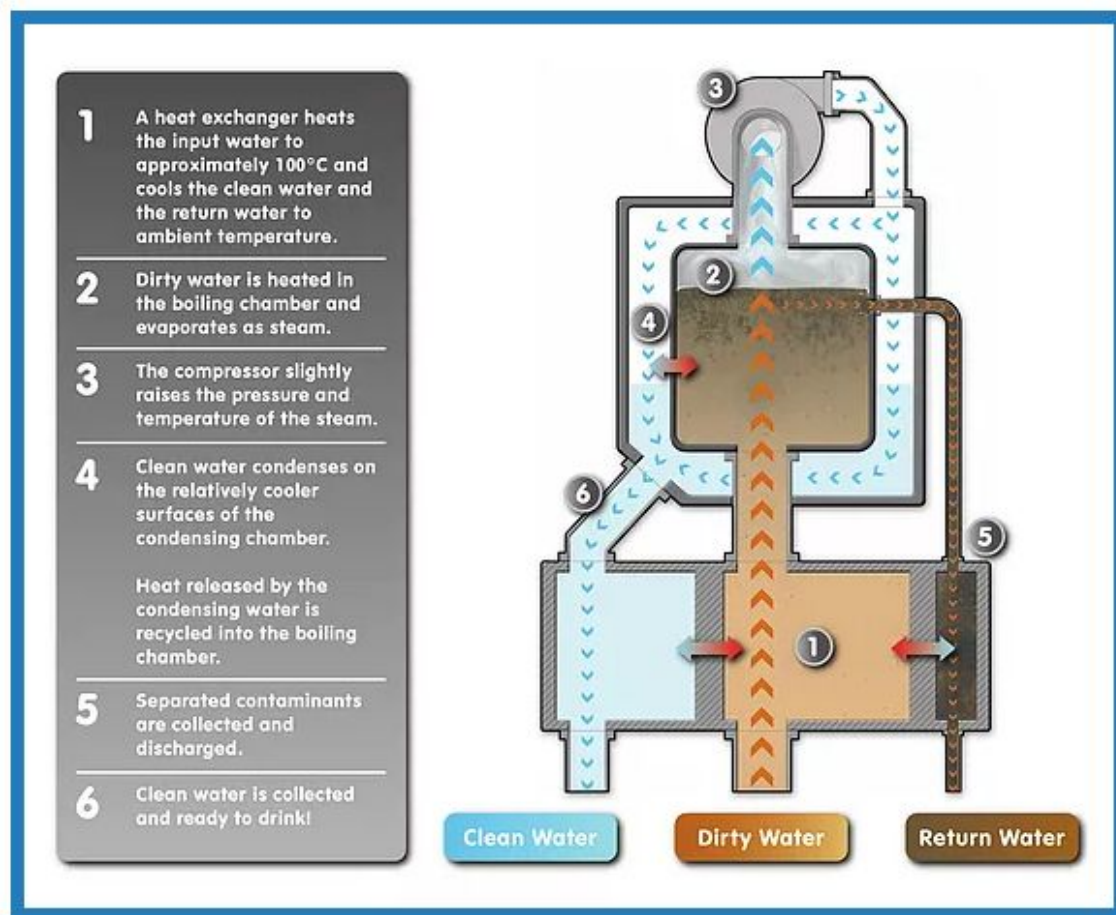 1
A heat exchanger heats
the input water to
approximately 100°C and
cools the clean water and
the return water to
ambient temperature.
2
Dirty water is heated in
the boiling chamber and
evaporates as steam.
3
The compressor slightly
raises the pressure and
temperature of the steam.
4
Clean water condenses on
the relatively cooler
surfaces of the
condensing chamber.
Heat released by the
condensing water is
recycled into the boiling
chamber.
5
Separated contaminants
are collected and
discharged.
6
Clean water is collected
and ready to drink!
3
2
4
6
5
1
Clean Water
Dirty Water
Return Water